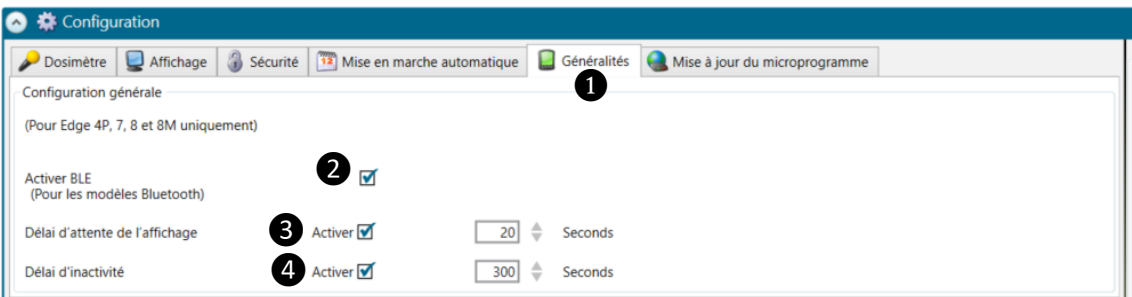 Configuration
Dosimètre Affichage Sécurité 12 Mise en marche automatique Généralités Mise à jour du microprogramme
1
Configuration générale
(Pour Edge 4P, 7, 8 et 8M uniquement)
2
Activer BLE
(Pour les modèles Bluetooth)
Délai d'attente de l'affichage 3 Activer 20 Seconds
Délai d'inactivité 4 Activer 300 Seconds